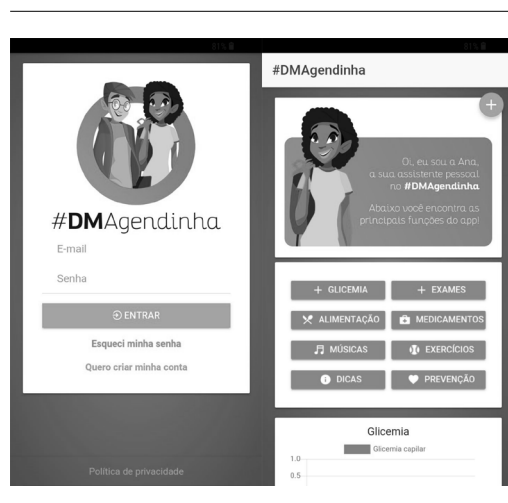 81%
#DMAgendinha
E-mail
Senha
ENTRAR
Esqueci minha senha
Quero criar minha conta
Política de privacidade
81%
#DMAgendinha
+
Oi, eu sou a Ana,
a sua assistente pessoal
no #DMAgendinha
Abaixo você encontra as
principais funções do app!
+ GLICEMIA
+ EXAMES
ALIMENTAÇÃO
MEDICAMENTOS
MÚSICAS
EXERCÍCIOS
DICAS
PREVENÇÃO
Glicemia
Glicemia capilar
1.0
0.5